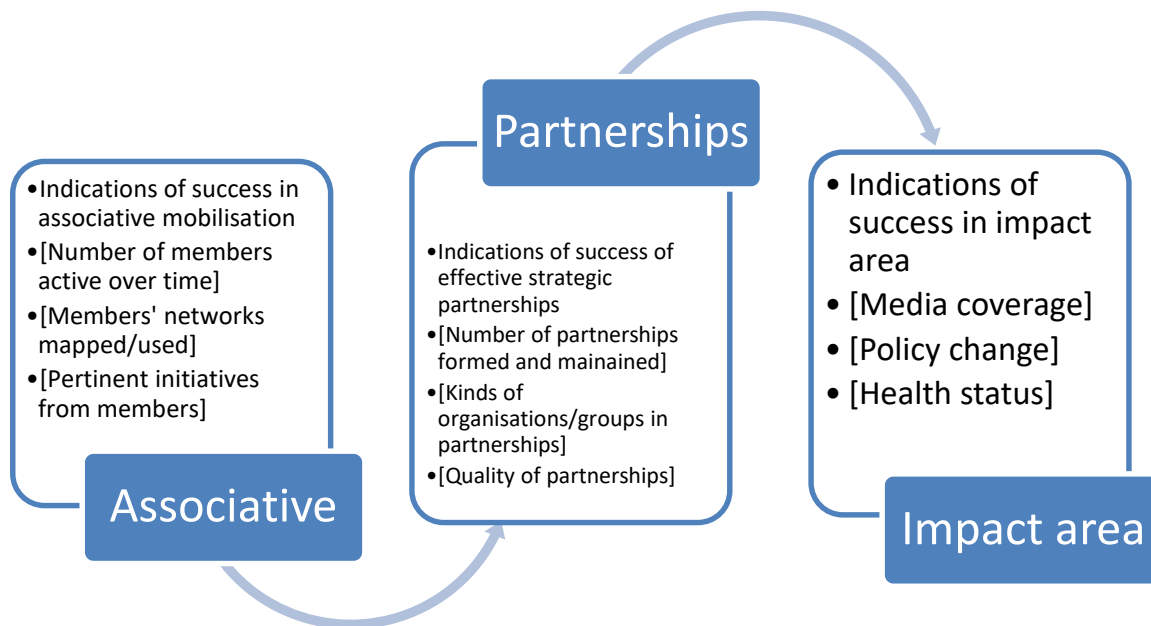 •Indications of success in
associative mobilisation
•[Number of members
active over time]
•[Members' networks
mapped/used]
•[Pertinent initiatives
from members]
Associative
Partnerships
•Indications of success of
effective strategic
partnerships
•[Number of partnerships
formed and mainained]
•[Kinds of
organisations/groups in
partnerships]
•[Quality of partnerships]
• Indications of
success in impact
area
• [Media coverage]
• [Policy change]
• [Health status]
Impact area